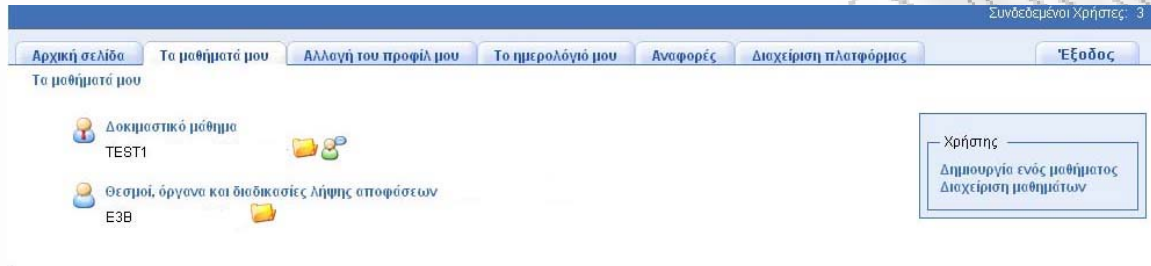 Συνδεδεμένοι Χρήστες: 3
Αρχική σελίδα Τα μαθήματά μου Αλλαγή του προφίλ μου Το ημερολόγιό μου Αναφορές Διαχείριση πλατφόρμας Έξοδος
Τα μαθήματά μου
Δοκιμαστικό μάθημα
TEST1
Θεσμοί, όργανα και διαδικασίες λήψης αποφάσεων
E3B
Χρήστης
Δημιουργία ενός μαθήματος
Διαχείριση μαθημάτων